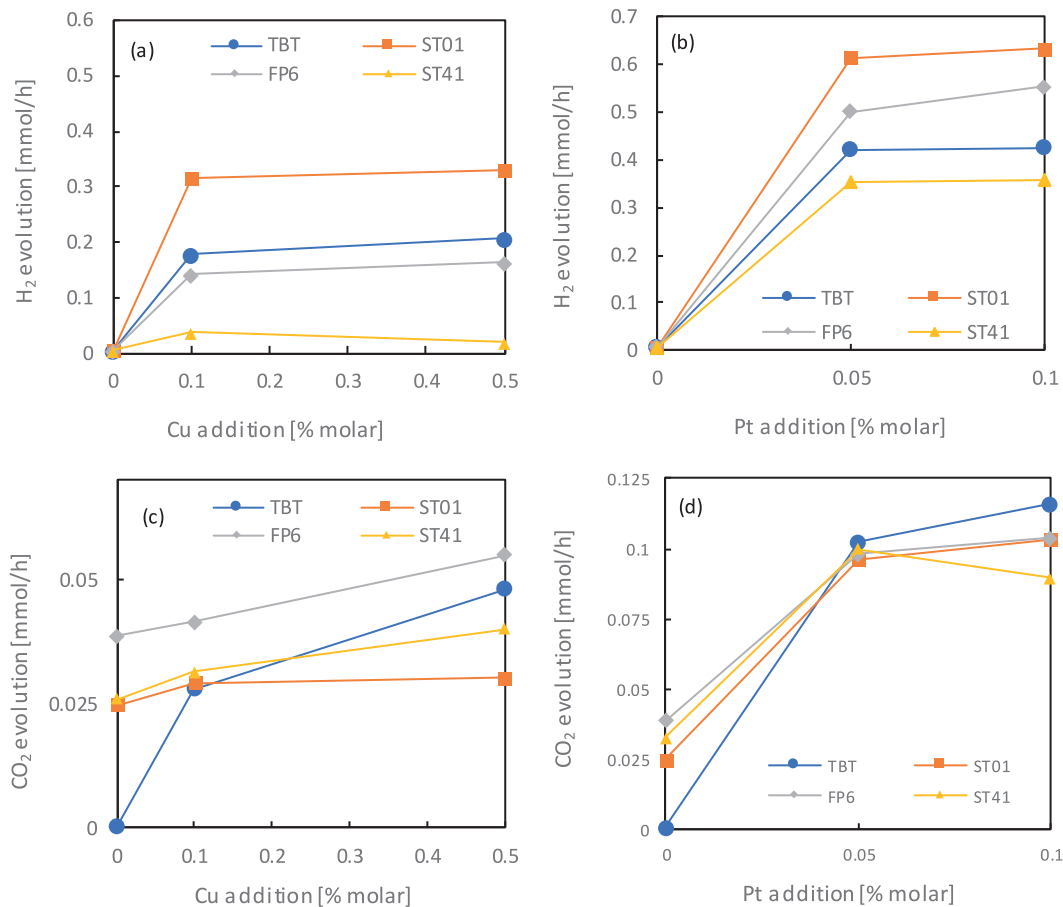 (a)
TBT ST01
FP6 ST41
0.6
0.5
0.4
0.3
0.2
0.1
0
H2 evolution [mmol/h]
0 0.1 0.2 0.3 0.4 0.5
Cu addition [% molar]
(b)
0.7
0.6
0.5
0.4
0.3
0.2
0.1
0
H2 evolution [mmol/h]
TBT ST01
FP6 ST41
0 0.05 0.1
Pt addition [% molar]
(c)
TBT ST01
FP6 ST41
0.05
0.025
0
CO2 evolution [mmol/h]
0 0.1 0.2 0.3 0.4 0.5
Cu addition [% molar]
(d)
0.125
0.1
0.075
0.05
0.025
0
CO2 evolution [mmol/h]
TBT ST01
FP6 ST41
0 0.05 0.1
Pt addition [% molar]